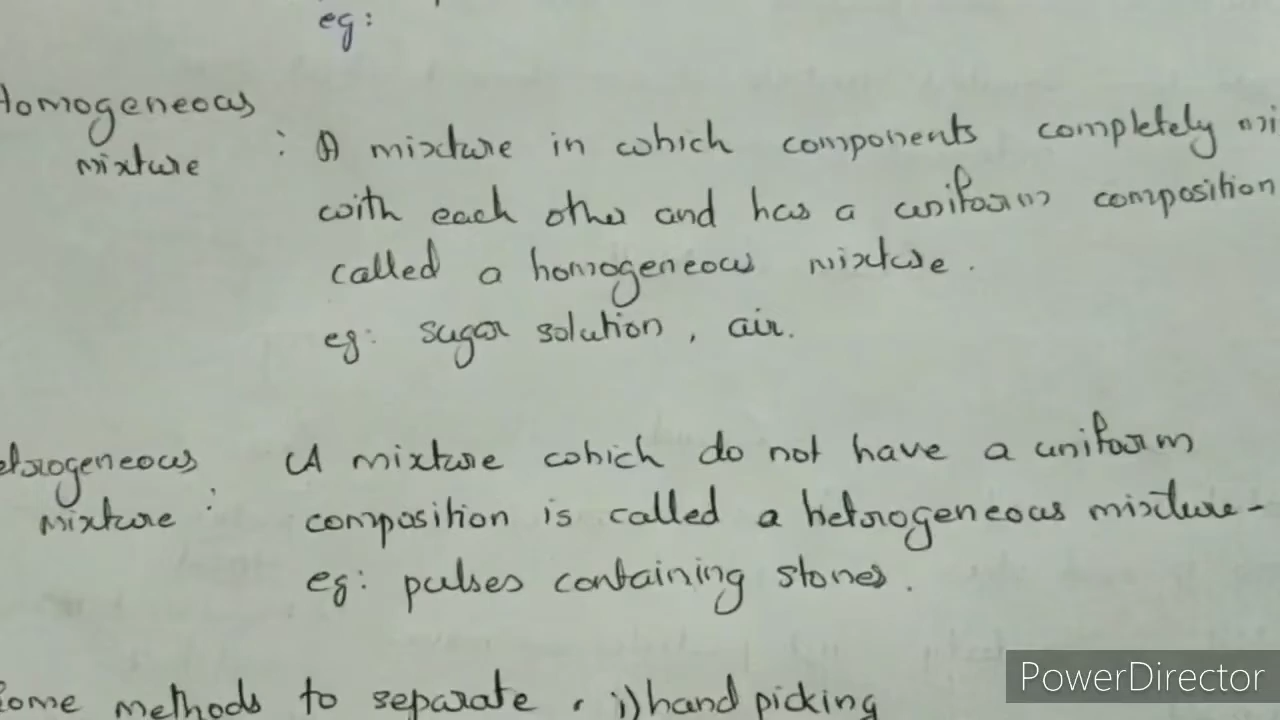 eg:
Homogeneous
mixture : A mixture in which components completely mi
with each other and has a uniform composition
called a homogeneous mixture.
eg: sugar solution, air.
etrogeneous A mixture which do not have a uniform
mixture : composition is called a hetrogeneous mixture-
eg: pulses containing stones.
Some methods to separate . i) hand picking
PowerDirector